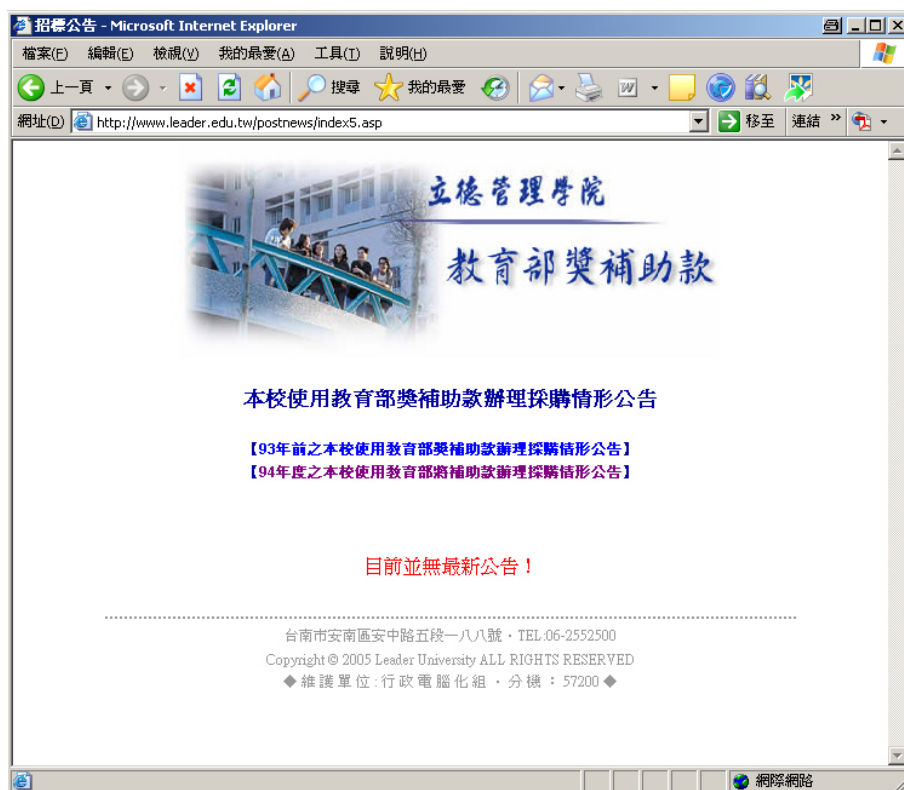 招標公告 - Microsoft Internet Explorer
檔案(F) 編輯(E) 檢視(V) 我的最愛(A) 工具(T) 說明(H)
上一頁 搜尋 我的最愛
網址(D) http://www.leader.edu.tw/postnews/index5.asp 移至 連結 »
立德管理學院
教育部獎補助款
本校使用教育部獎補助款辦理採購情形公告
【93年前之本校使用教育部獎補助款辦理採購情形公告】
【94年度之本校使用教育部將補助款辦理採購情形公告】
目前並無最新公告！
台南市安南區安中路五段一八八號・TEL:06-2552500
Copyright © 2005 Leader University ALL RIGHTS RESERVED
◆維護單位:行政電腦化組・分機：57200◆
網際網路